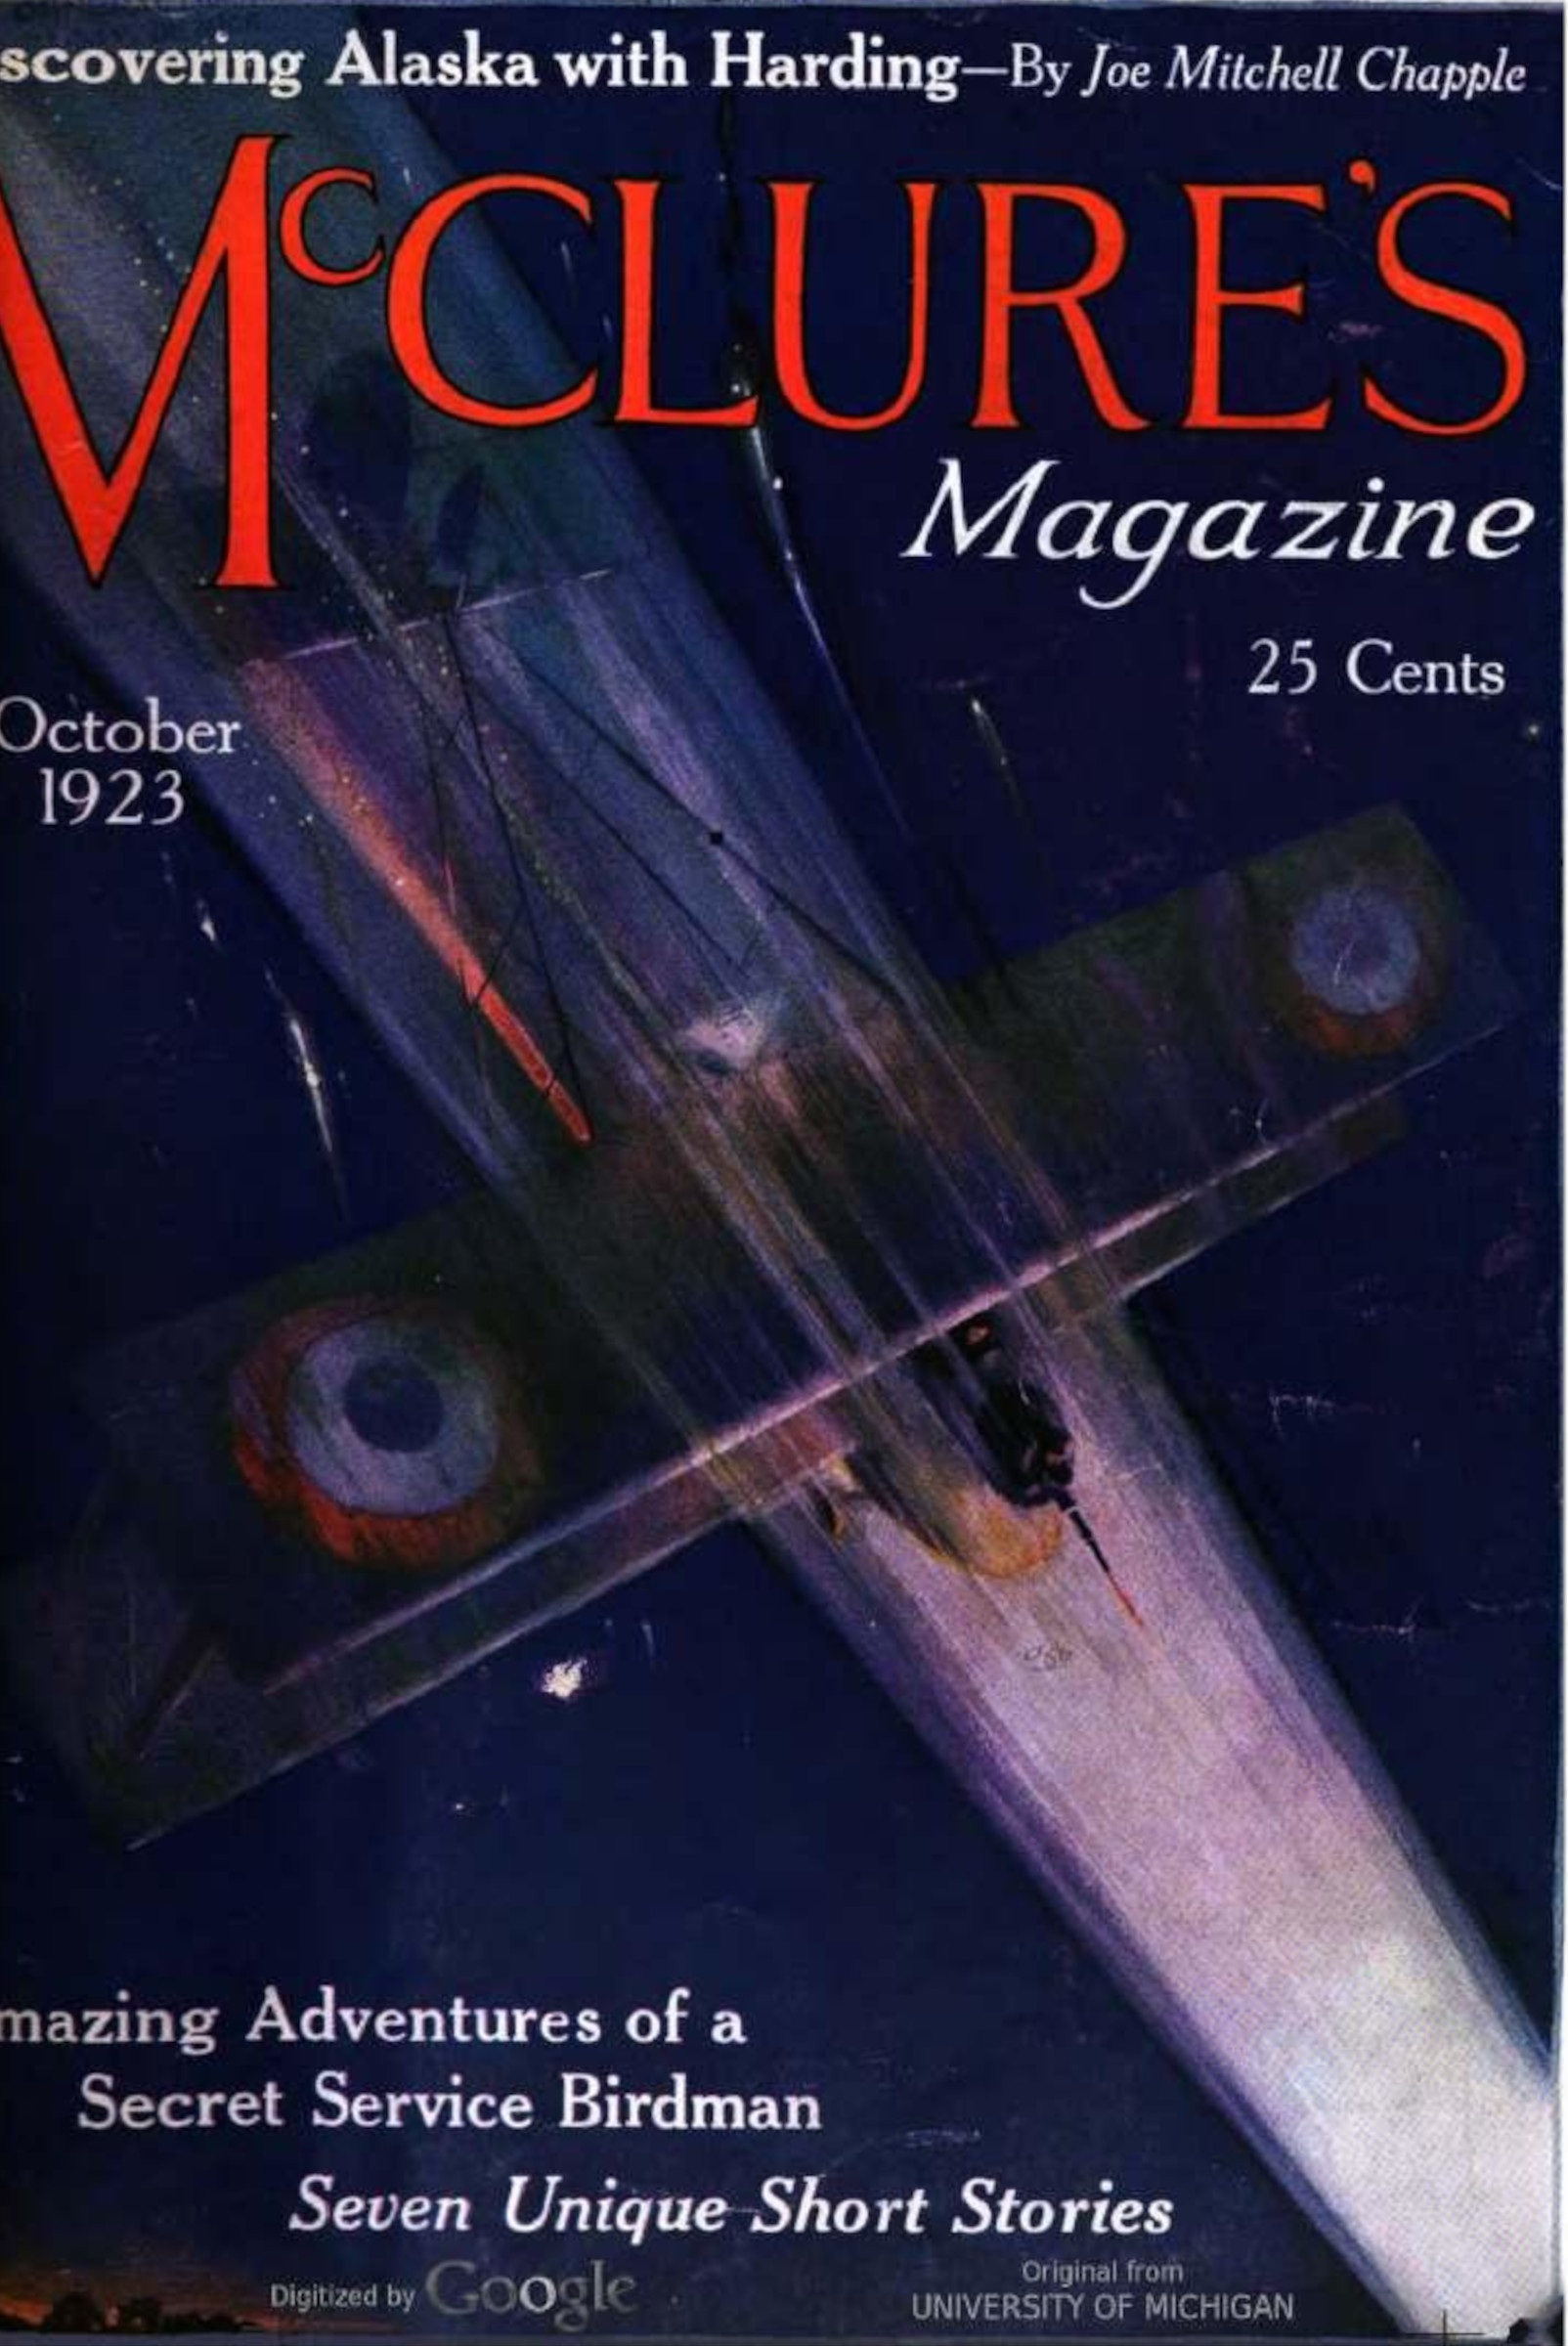 scovering Alaska with Harding—By Joe Mitchell Chapple
McCLURE'S
Magazine
25 Cents
October
1923
mazing Adventures of a
Secret Service Birdman
Seven Unique Short Stories
Digitized by Google
Original from
UNIVERSITY OF MICHIGAN